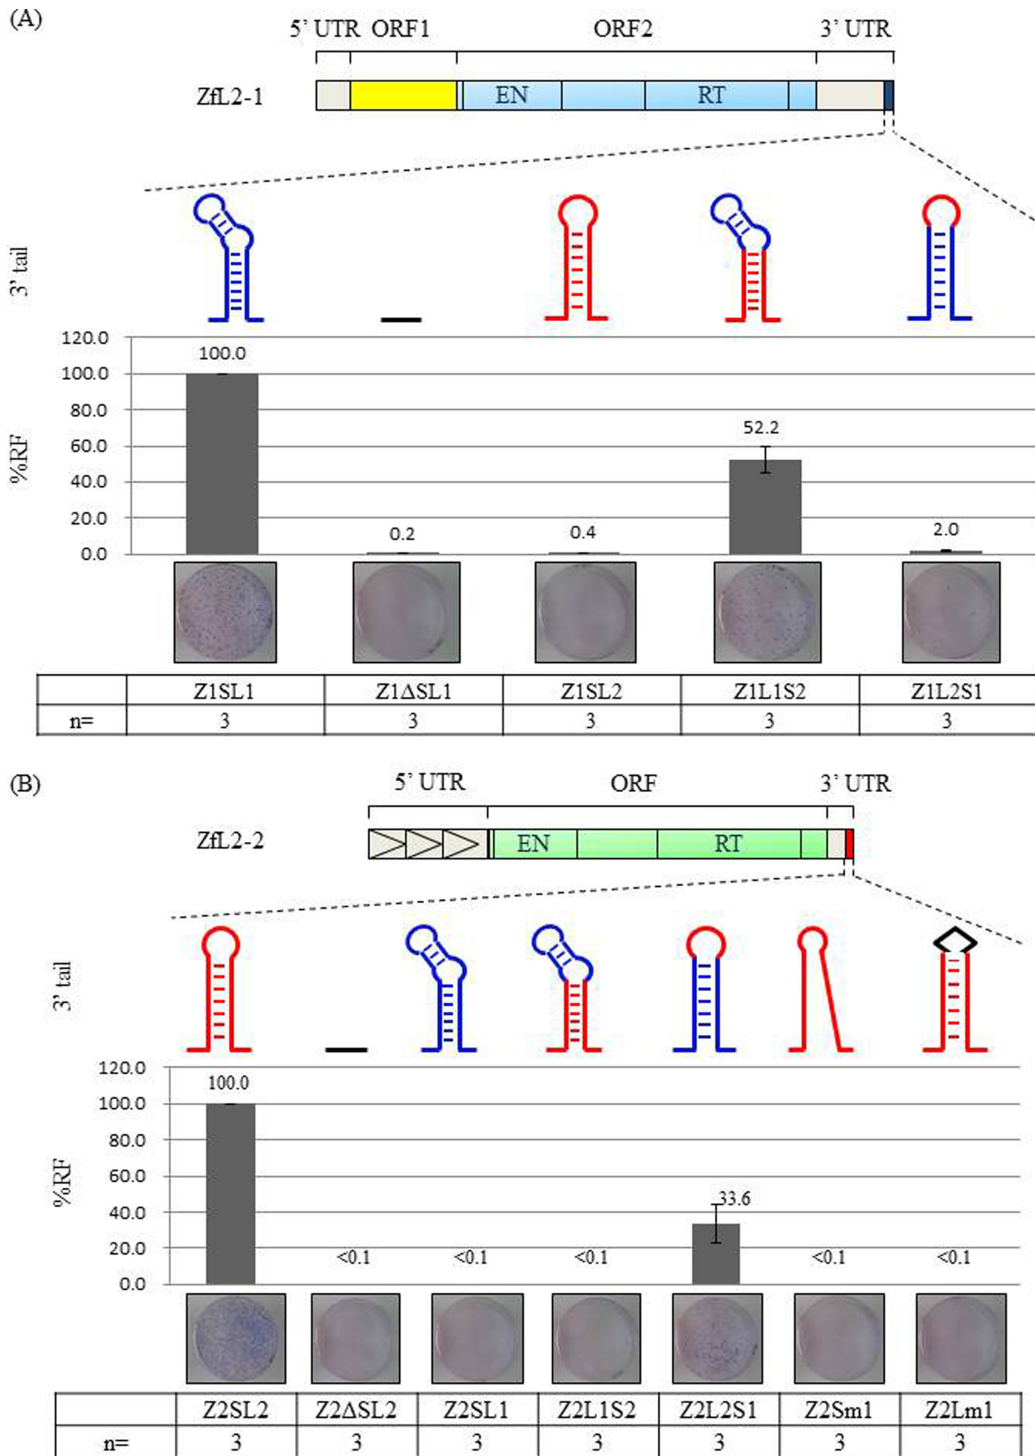 (A)
5' UTR ORF1 ORF2 3' UTR
ZfL2-1 EN RT
3' tail
120.0
100.0
80.0
60.0
40.0
20.0
0.0
%RF
100.0 0.2 0.4 52.2 2.0
Z1SL1 Z1ΔSL1 Z1SL2 Z1L1S2 Z1L2S1
n= 3 3 3 3 3
(B)
5' UTR ORF 3' UTR
ZfL2-2 EN RT
3' tail
120.0
100.0
80.0
60.0
40.0
20.0
0.0
%RF
100.0 <0.1 <0.1 <0.1 33.6 <0.1 <0.1
Z2SL2 Z2ΔSL2 Z2SL1 Z2L1S2 Z2L2S1 Z2Sm1 Z2Lm1
n= 3 3 3 3 3 3 3